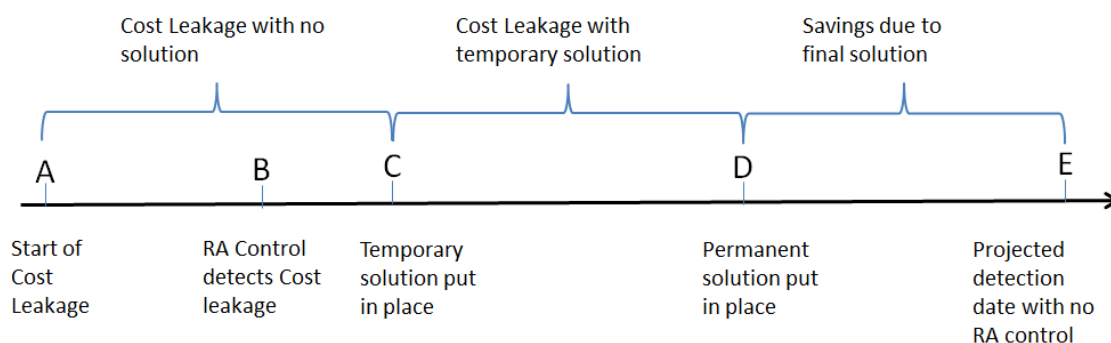 Cost Leakage with no
solution
Cost Leakage with
temporary solution
Savings due to
final solution
A
B
C
D
E
Start of
Cost
Leakage
RA Control
detects Cost
leakage
Temporary
solution put
in place
Permanent
solution put
in place
Projected
detection
date with no
RA control